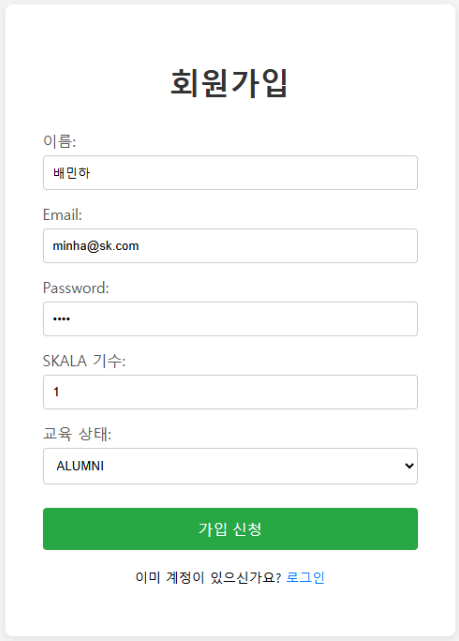 회원가입
이름:
배민하
Email:
minha@sk.com
Password:
••••
SKALA 기수:
1
교육 상태:
ALUMNI
가입 신청
이미 계정이 있으신가요? 로그인